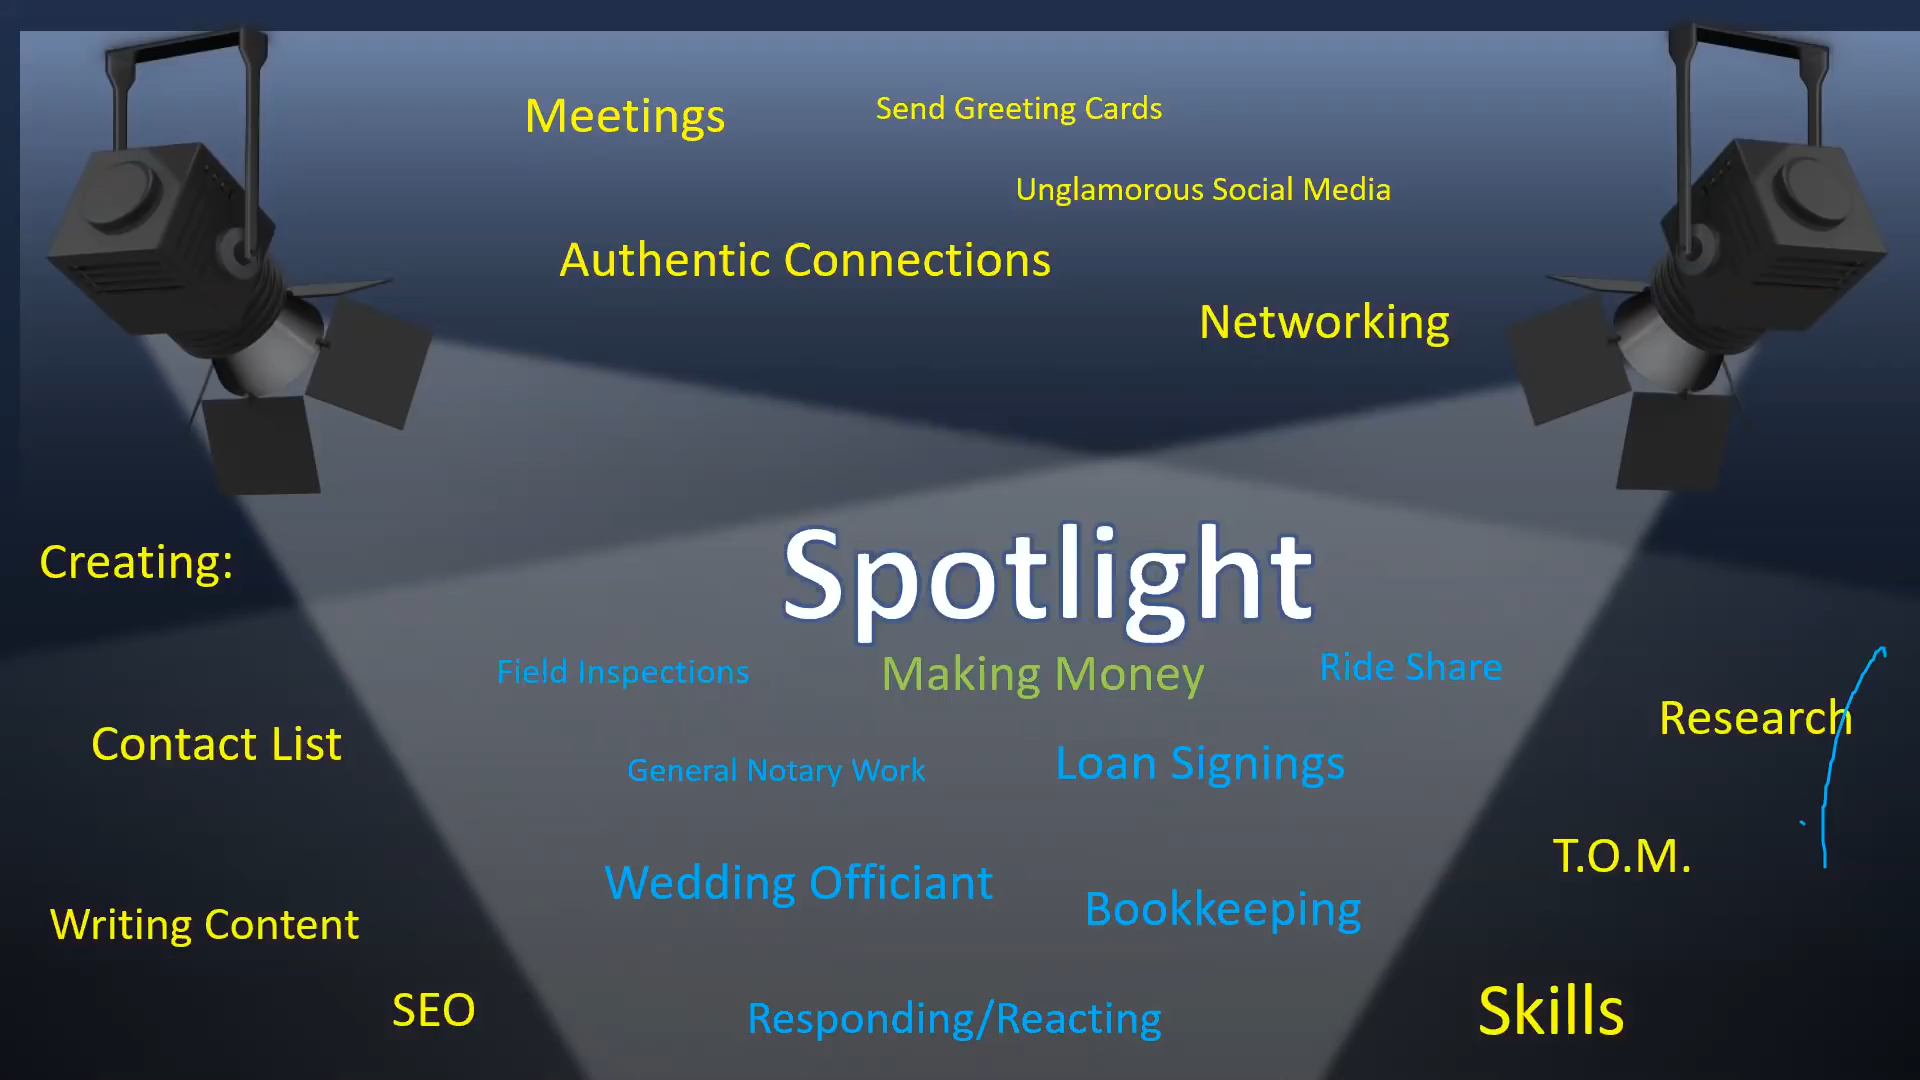 Meetings
Send Greeting Cards
Unglamorous Social Media
Authentic Connections
Networking
Creating:
Spotlight
Field Inspections
Making Money
Ride Share
Research
Contact List
General Notary Work
Loan Signings
T.O.M.
Wedding Officiant
Bookkeeping
Writing Content
SEO
Responding/Reacting
Skills